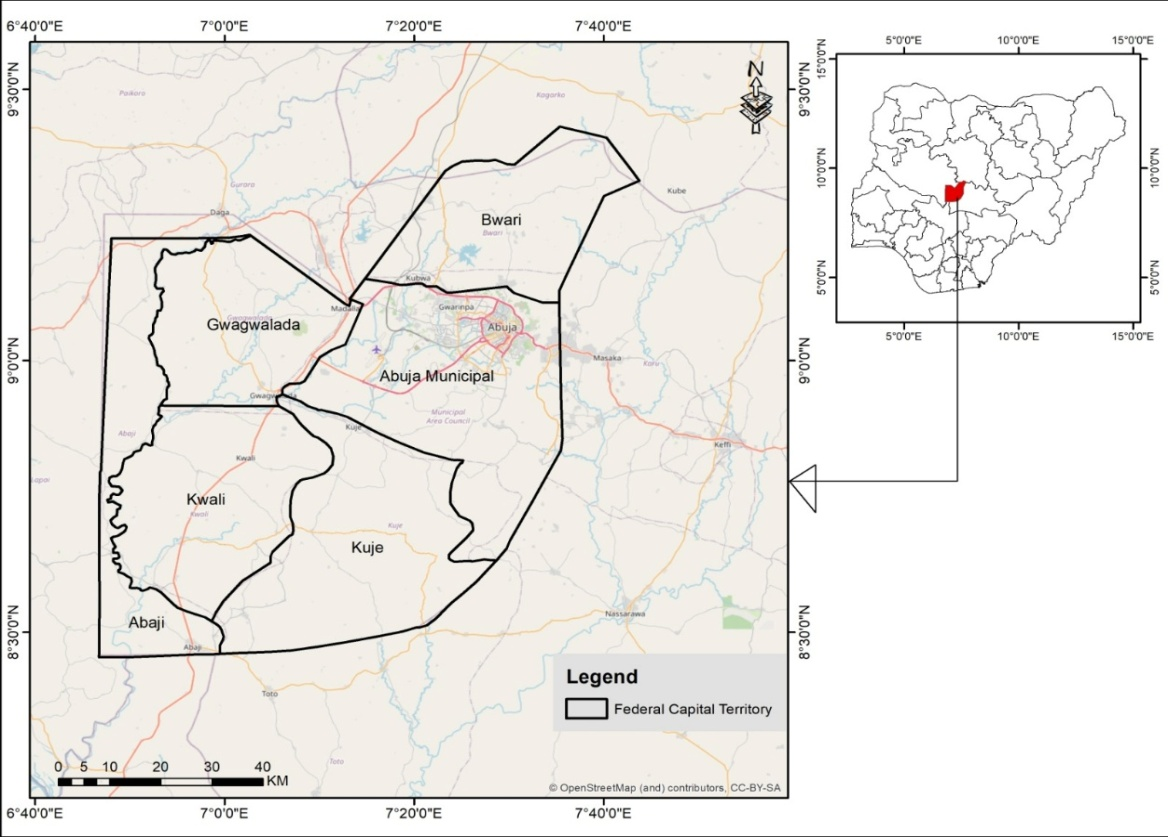 6°40'0"E 7°0'0"E 7°20'0"E 7°40'0"E
9°30'0"N
9°0'0"N
8°30'0"N
9°30'0"N
9°0'0"N
8°30'0"N
N
Paikoro
Kagarko
Gurara
Kube
Daga
Bwari
Bwari
Kubwa
Madalla
Gwarinpa
Gwagwalada
Gwagwalada
Abuja
Masaka
Karu
Abuja Municipal
Gwagwalada
Municipal
Area Council
Kuje
Abaji
Keffi
Kwali
Lapai
Kwali
Kwali
Kuje
Kuje
Nassarawa
Abaji
Abaji
Toto
Toto
Legend
Federal Capital Territory
0 5 10 20 30 40
KM
© OpenStreetMap (and) contributors, CC-BY-SA
6°40'0"E 7°0'0"E 7°20'0"E 7°40'0"E
5°0'0"E 10°0'0"E 15°0'0"E
15°0'0"N
10°0'0"N
5°0'0"N
15°0'0"N
10°0'0"N
5°0'0"N
5°0'0"E 10°0'0"E 15°0'0"E